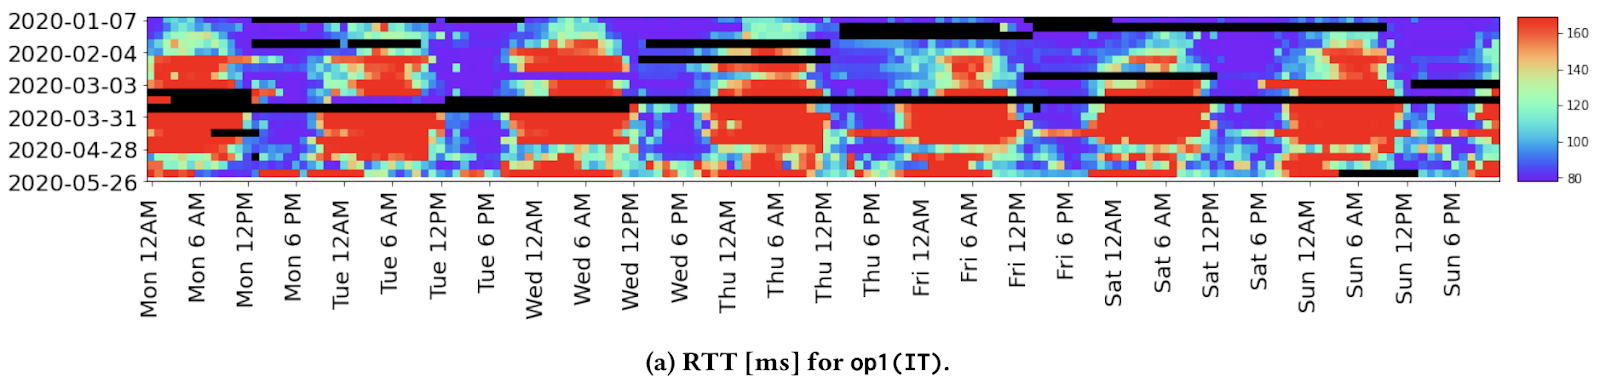 2020-01-07
2020-02-04
2020-03-03
2020-03-31
2020-04-28
2020-05-26
Mon 12AM
Mon 6 AM
Mon 12PM
Mon 6 PM
Tue 12AM
Tue 6 AM
Tue 12PM
Tue 6 PM
Wed 12AM
Wed 6 AM
Wed 12PM
Wed 6 PM
Thu 12AM
Thu 6 AM
Thu 12PM
Thu 6 PM
Fri 12AM
Fri 6 AM
Fri 12PM
Fri 6 PM
Sat 12AM
Sat 6 AM
Sat 12PM
Sat 6 PM
Sun 12AM
Sun 6 AM
Sun 12PM
Sun 6 PM
160
140
120
100
80
(a) RTT [ms] for op1(IT).